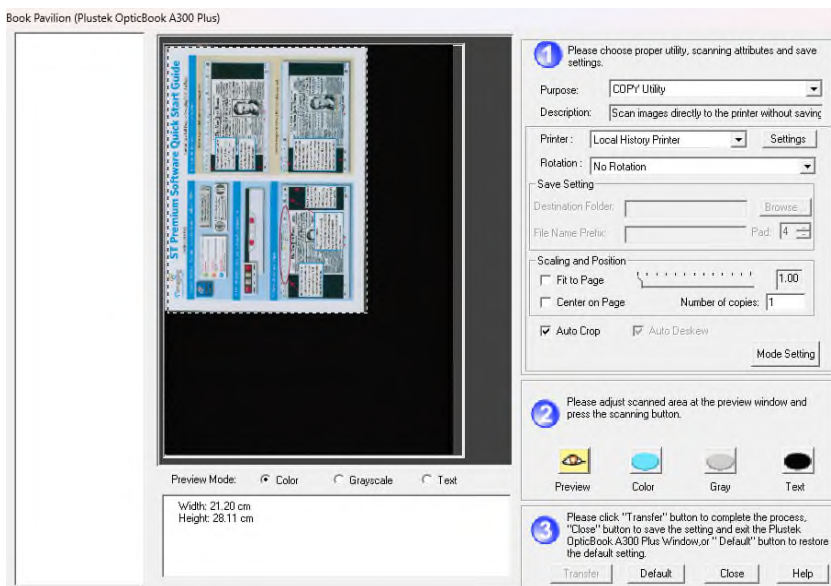 Book Pavilion (Plustek OpticBook A300 Plus)
ST Premium Software Quick Start Guide
Preview Mode:
Color
Grayscale
Text
Width: 21.20 cm
Height: 28.11 cm
1
Please choose proper utility, scanning attributes and save
settings.
Purpose:
COPY Utility
Description:
Scan images directly to the printer without saving
Printer :
Local History Printer
Settings
Rotation :
No Rotation
Save Setting
Destination Folder:
Browse
File Name Prefix:
Pad:
4
Scaling and Position
Fit to Page
1.00
Center on Page
Number of copies:
1
Auto Crop
Auto Deskew
Mode Setting
2
Please adjust scanned area at the preview window and
press the scanning button.
Preview
Color
Gray
Text
3
Please click "Transfer" button to complete the process,
"Close" button to save the setting and exit the Plustek
OpticBook A300 Plus Window,or " Default" button to restore
the default setting.
Transfer
Default
Close
Help